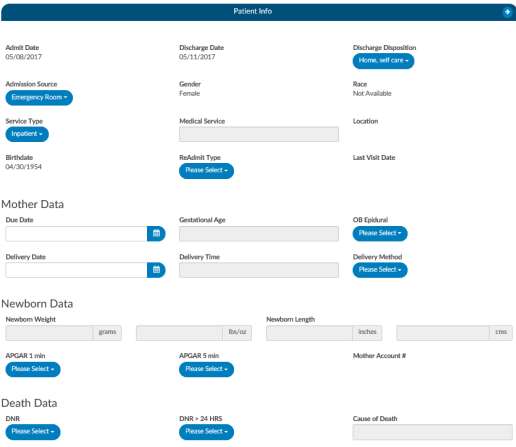 Patient Info
Admit Date Discharge Date Discharge Disposition
05/08/2017 05/11/2017 Home, self care
Admission Source Gender Race
Emergency Room Female Not Available
Service Type Medical Service Location
Inpatient
Birthdate ReAdmit Type Last Visit Date
04/30/1954 Please Select
Mother Data
Due Date Gestational Age OB Epidural
Please Select
Delivery Date Delivery Time Delivery Method
Please Select
Newborn Data
Newborn Weight Newborn Length
grams lbs/oz inches cms
APGAR 1 min APGAR 5 min Mother Account #
Please Select Please Select
Death Data
DNR DNR > 24 HRS Cause of Death
Please Select Please Select